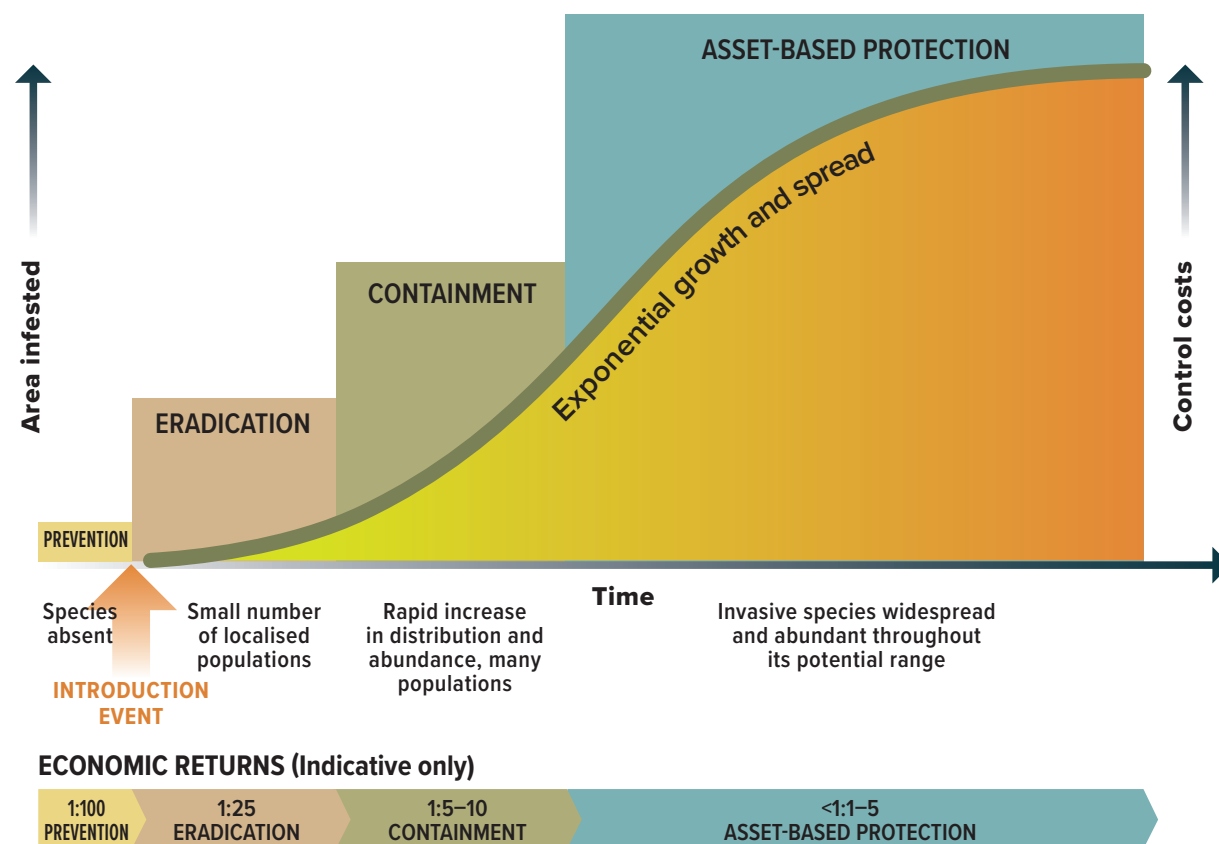 ASSET-BASED PROTECTION
Exponential growth and spread
CONTAINMENT
ERADICATION
PREVENTION
Area infested
Control costs
Time
Species
absent
Small number
of localised
populations
Rapid increase
in distribution and
abundance, many
populations
Invasive species widespread
and abundant throughout
its potential range
INTRODUCTION
EVENT
ECONOMIC RETURNS (Indicative only)
1:100
PREVENTION
1:25
ERADICATION
1:5–10
CONTAINMENT
<1:1–5
ASSET-BASED PROTECTION